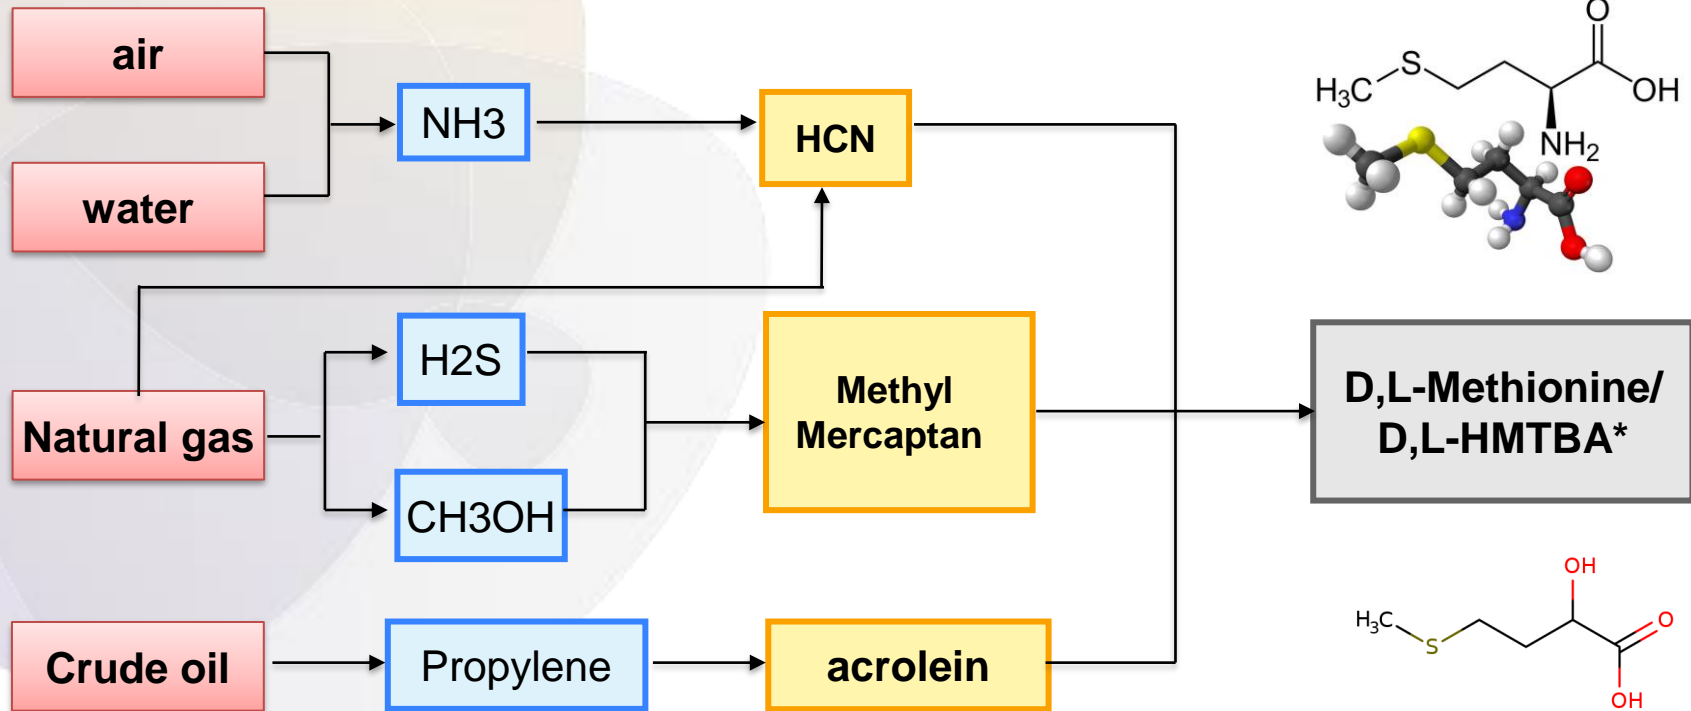 air
water
Natural gas
Crude oil
NH3
H2S
CH3OH
Propylene
HCN
Methyl
Mercaptan
acrolein
D,L-Methionine/
D,L-HMTBA*
O
S
H₃C
OH
NH₂
OH
H₃C
S
O
OH